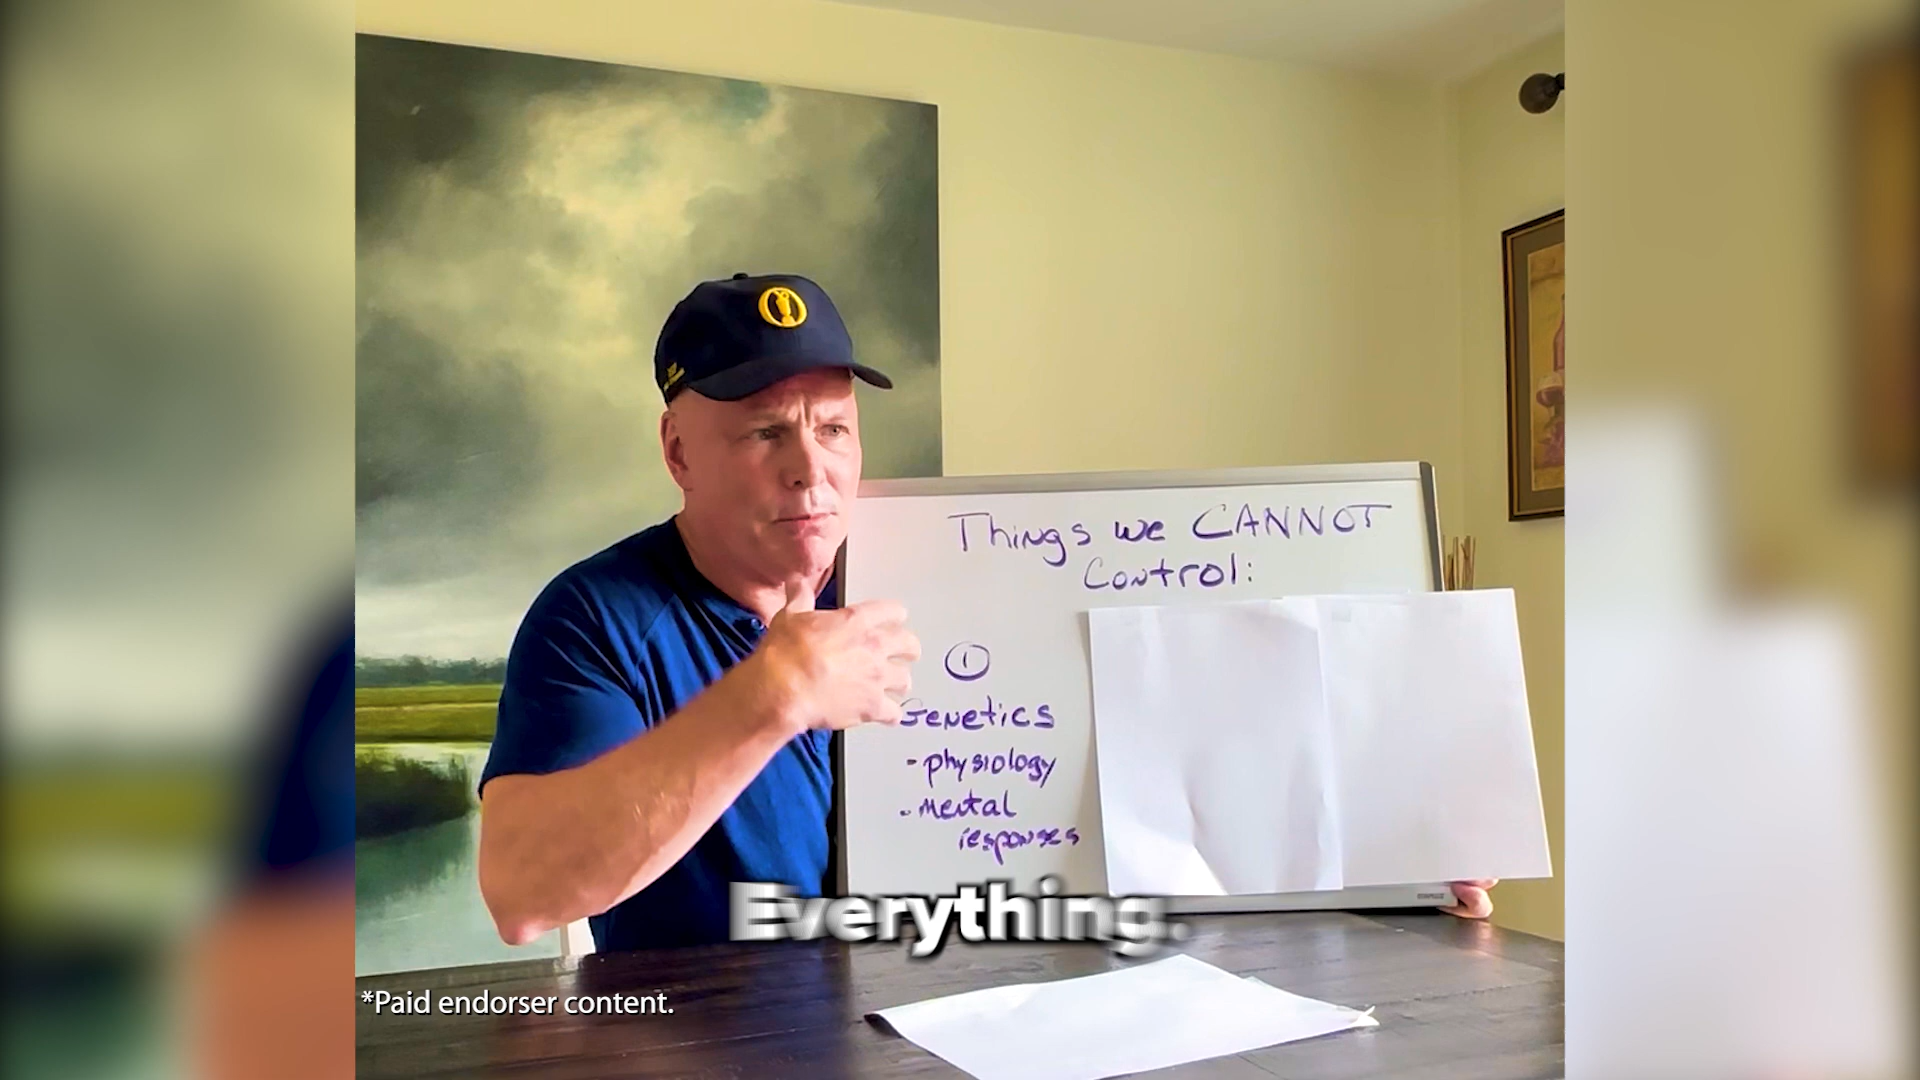 Things we CANNOT
Control:
1
Genetics
- physiology
- Mental
responses
Everything.
*Paid endorser content.